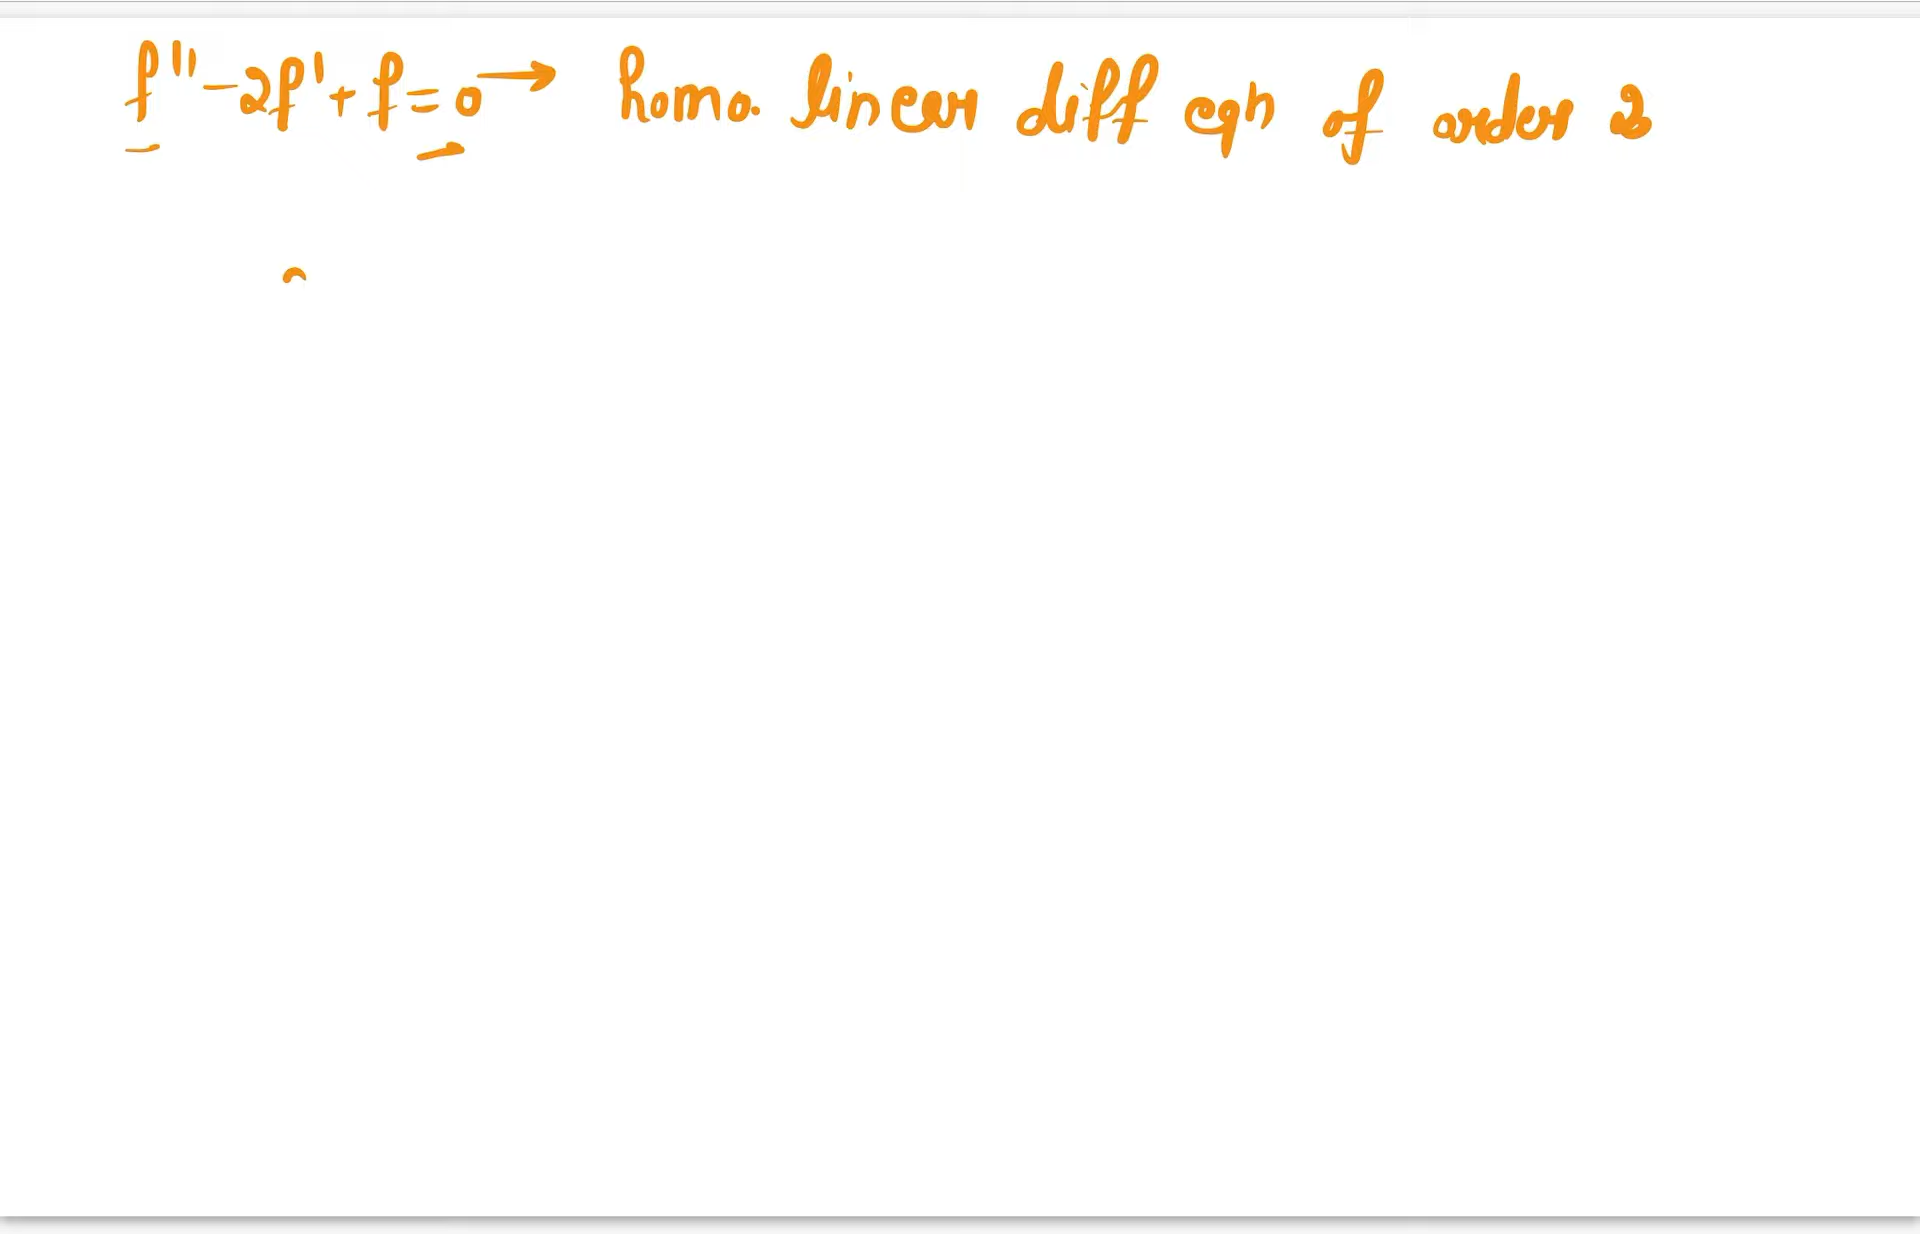 f''-2f'+f=0→ homo. linear diff eqn of order 2